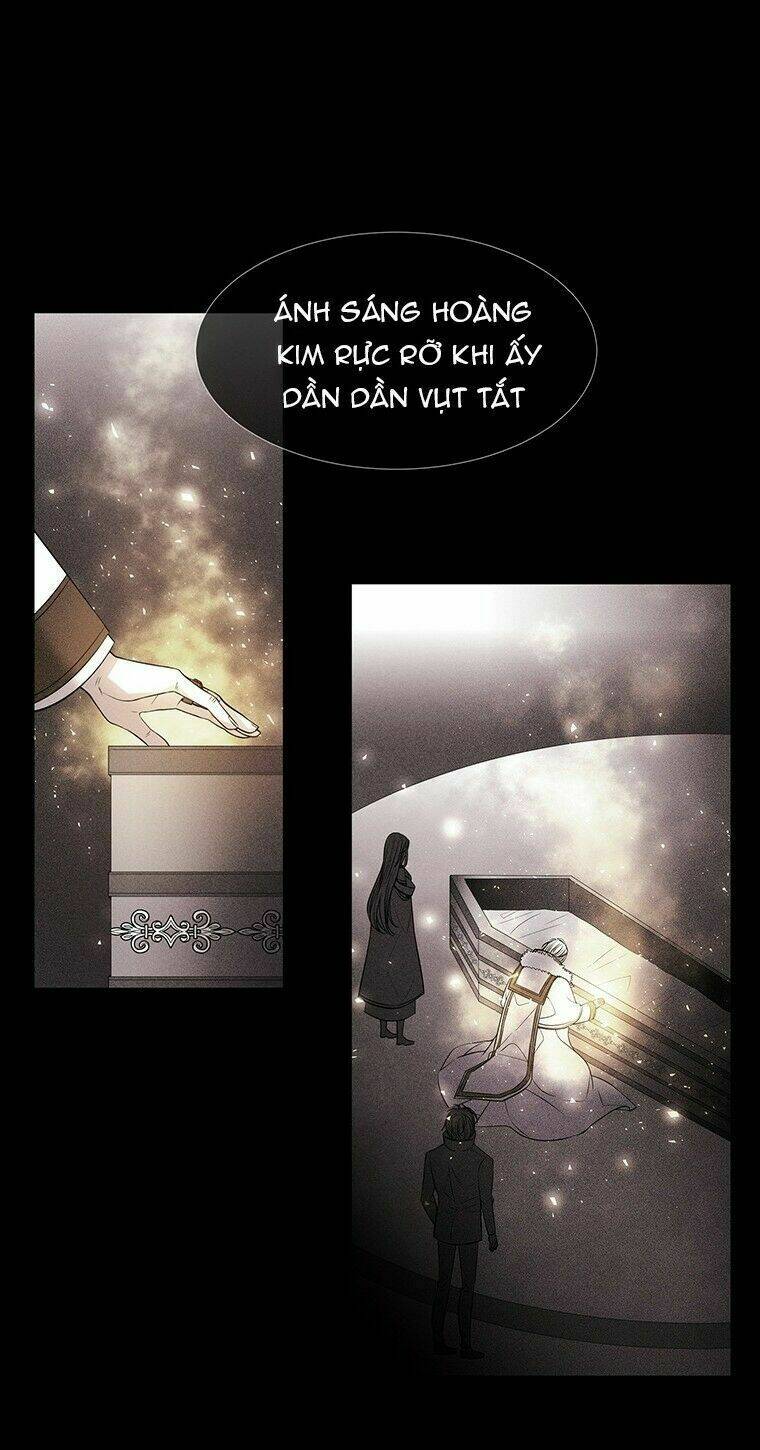 ÁNH SÁNG HOÀNG
KIM RỰC RỠ KHI ẤY
DẦN DẦN VỤT TẮT